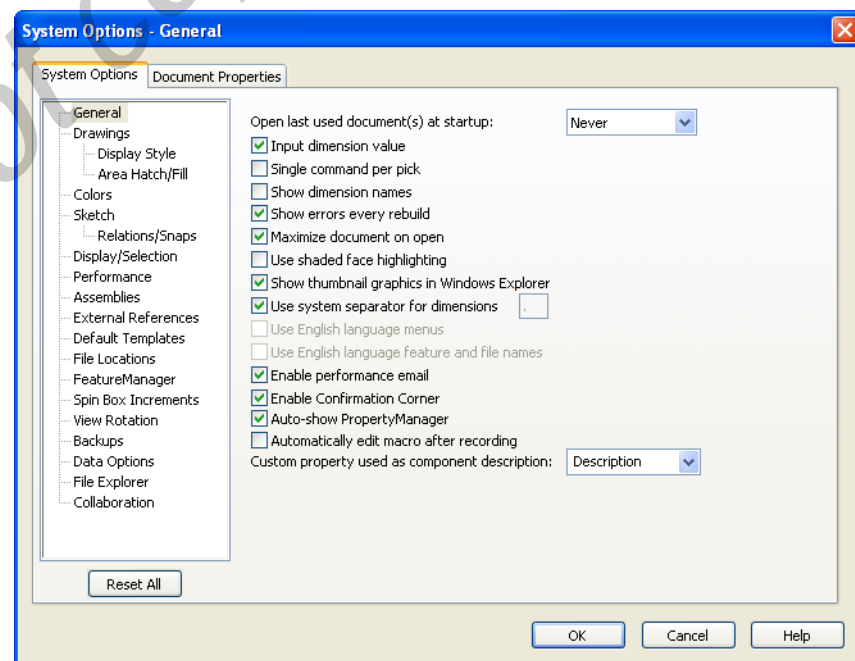 System Options - General
System Options
Document Properties
General
Drawings
Display Style
Area Hatch/Fill
Colors
Sketch
Relations/Snaps
Display/Selection
Performance
Assemblies
External References
Default Templates
File Locations
FeatureManager
Spin Box Increments
View Rotation
Backups
Data Options
File Explorer
Collaboration
Reset All
Open last used document(s) at startup: Never
Input dimension value
Single command per pick
Show dimension names
Show errors every rebuild
Maximize document on open
Use shaded face highlighting
Show thumbnail graphics in Windows Explorer
Use system separator for dimensions .
Use English language menus
Use English language feature and file names
Enable performance email
Enable Confirmation Corner
Auto-show PropertyManager
Automatically edit macro after recording
Custom property used as component description: Description
OK
Cancel
Help